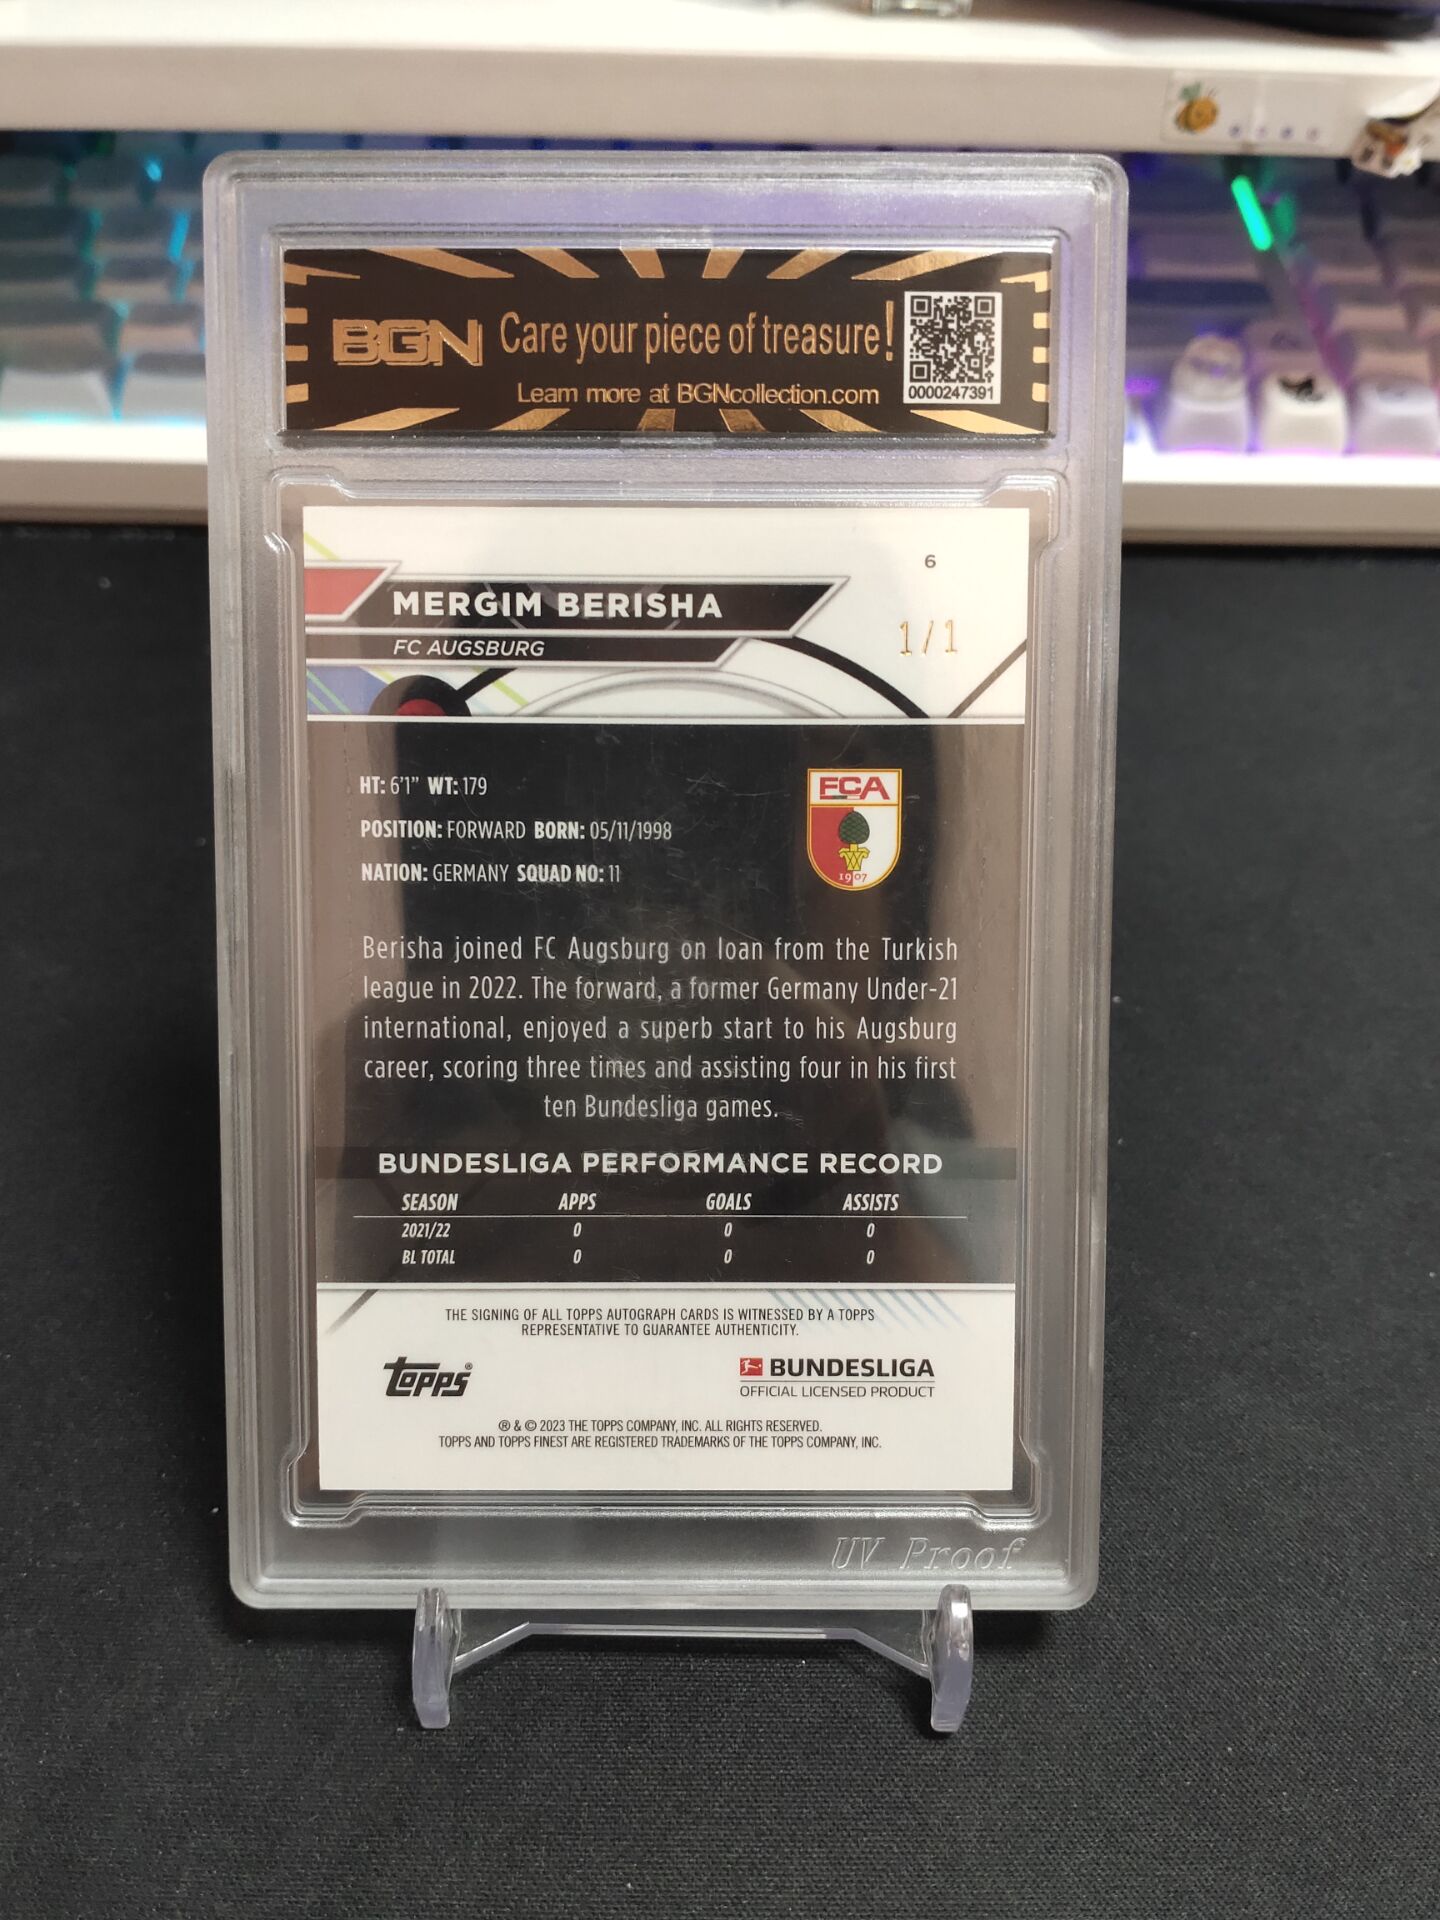 BGN Care your piece of treasure!
Learn more at BGNcollection.com
0000247391
6
MERGIM BERISHA
1/1
FC AUGSBURG
HT: 6'1" WT: 179
POSITION: FORWARD BORN: 05/11/1998
NATION: GERMANY SQUAD NO: 11
FCA
1907
Berisha joined FC Augsburg on loan from the Turkish
league in 2022. The forward, a former Germany Under-21
international, enjoyed a superb start to his Augsburg
career, scoring three times and assisting four in his first
ten Bundesliga games.
BUNDESLIGA PERFORMANCE RECORD
SEASON APPS GOALS ASSISTS
2021/22 0 0 0
BL TOTAL 0 0 0
THE SIGNING OF ALL TOPPS AUTOGRAPH CARDS IS WITNESSED BY A TOPPS
REPRESENTATIVE TO GUARANTEE AUTHENTICITY.
Topps® BUNDESLIGA
OFFICIAL LICENSED PRODUCT
® & © 2023 THE TOPPS COMPANY, INC. ALL RIGHTS RESERVED.
TOPPS AND TOPPS FINEST ARE REGISTERED TRADEMARKS OF THE TOPPS COMPANY, INC.
UV Proof